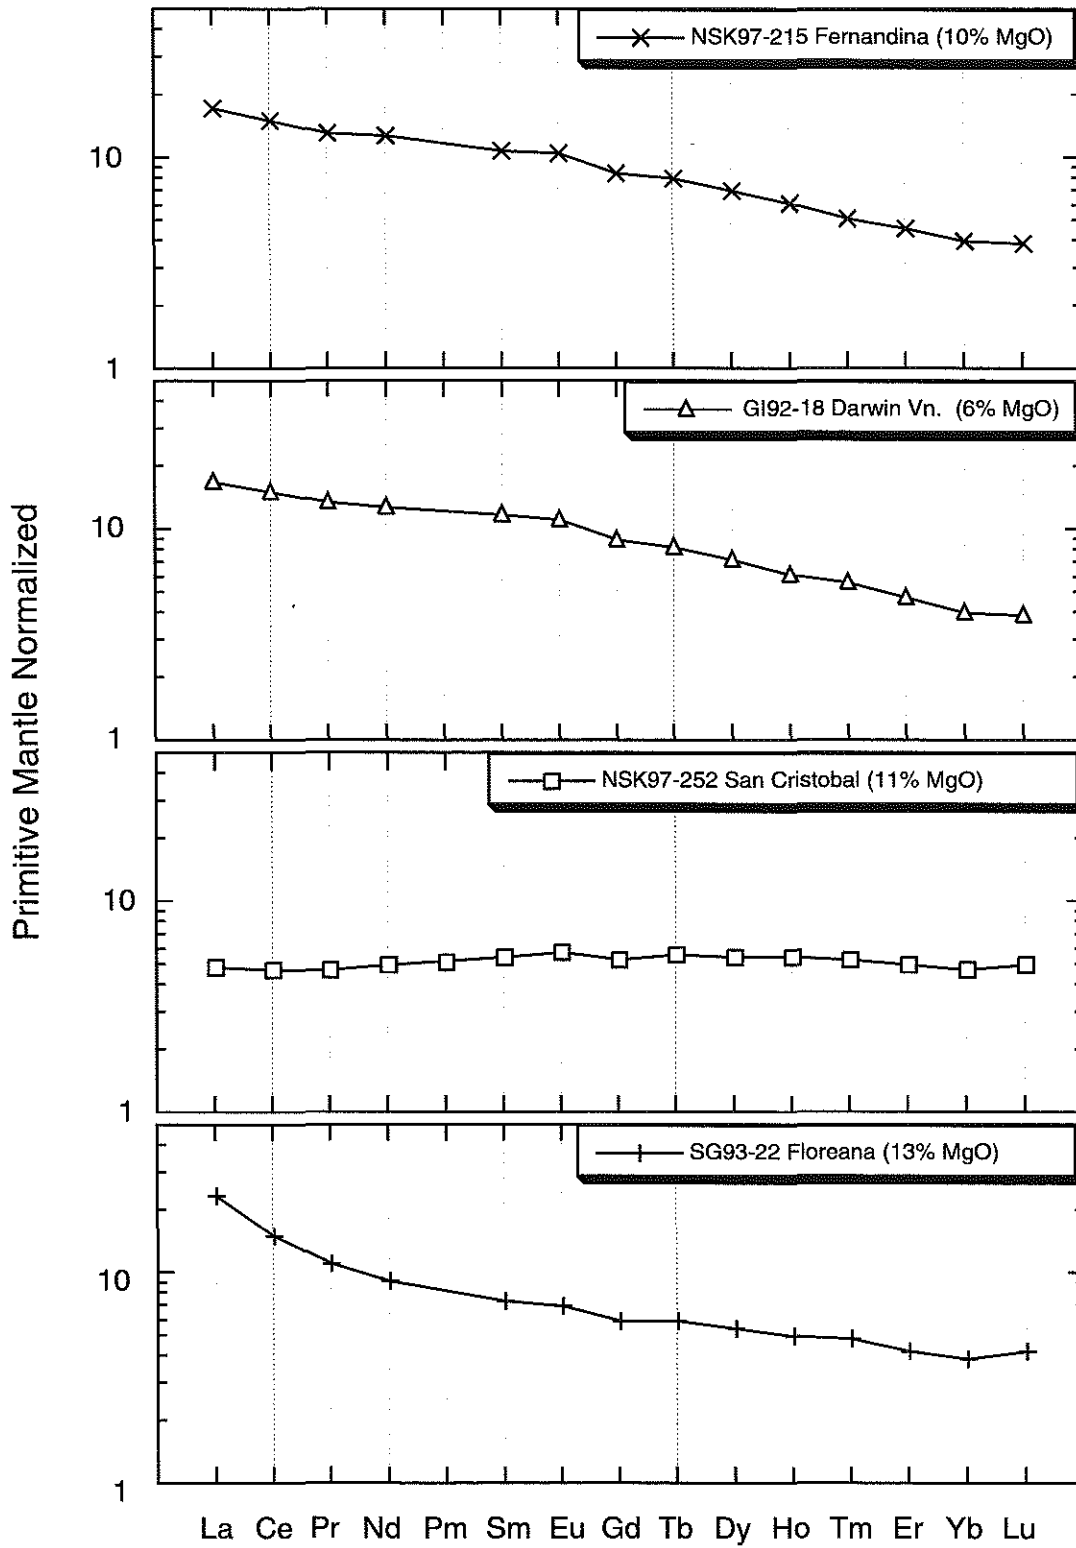 NSK97-215 Fernandina (10% MgO)
10
1
GI92-18 Darwin Vn. (6% MgO)
10
1
Primitive Mantle Normalized
NSK97-252 San Cristobal (11% MgO)
10
1
SG93-22 Floreana (13% MgO)
10
1
La Ce Pr Nd Pm Sm Eu Gd Tb Dy Ho Tm Er Yb Lu